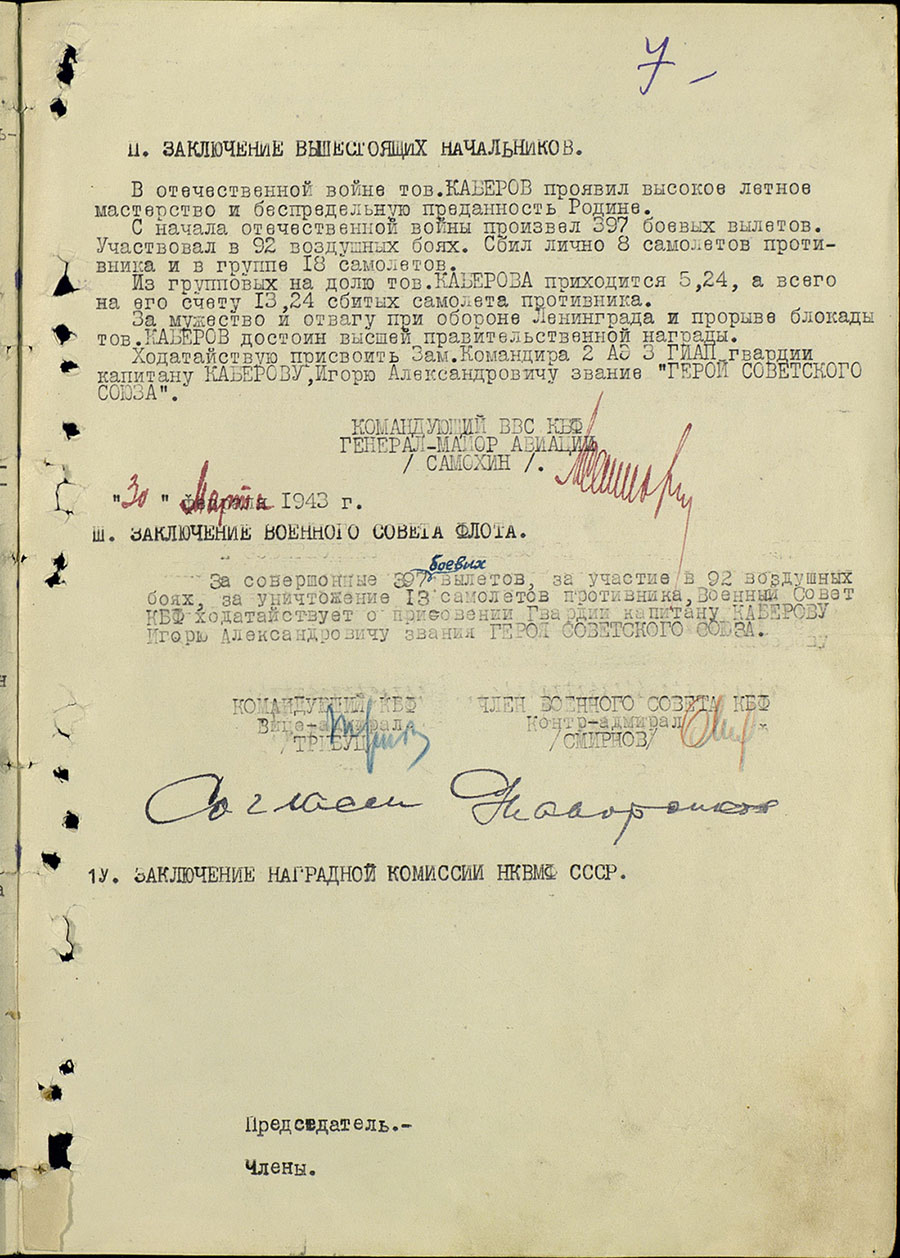 7 -
П. ЗАКЛЮЧЕНИЕ ВЫШЕСТОЯЩИХ НАЧАЛЬНИКОВ.
В отечественной войне тов.КАБЕРОВ проявил высокое летное
мастерство и беспредельную преданность Родине.
С начала отечественной войны произвел 397 боевых вылетов.
Участвовал в 92 воздушных боях. Сбил лично 8 самолетов проти-
вника и в группе 18 самолетов.
Из групповых на долю тов.КАБЕРОВА приходится 5,24, а всего
на его счету 13,24 сбитых самолета противника.
За мужество и отвагу при обороне Ленинграда и прорыве блокады
тов.КАБЕРОВ достоин высшей правительственной награды.
Ходатайствую присвоить Зам.Командира 2 АЭ 3 ГИАП гвардии
капитану КАБЕРОВУ,Игорю Александровичу звание "ГЕРОЙ СОВЕТСКОГО
СОЮЗА".
КОМАНДУЮЩИЙ ВВС КБФ
ГЕНЕРАЛ-МАЙОР АВИАЦИИ
/ САМОХИН /.
"30 " Марта февраля 1943 г.
Ш. ЗАКЛЮЧЕНИЕ ВОЕННОГО СОВЕТА ФЛОТА.
боевых
За совершонные 397 вылетов, за участие в 92 воздушных
боях, за уничтожение 13 самолетов противника, Военный Совет
КБФ ходатайствует о присвоении Гвардии капитану КАБЕРОВУ
Игорю Александровичу звания ГЕРОЯ СОВЕТСКОГО СОЮЗА.
КОМАНДУЮЩИЙ КБФ ЧЛЕН ВОЕННОГО СОВЕТА КБФ
Вице-адмирал Контр-адмирал
/ТРИБУЦ /СМИРНОВ/
Согласен
1У. ЗАКЛЮЧЕНИЕ НАГРАДНОЙ КОМИССИИ НКВМФ СССР.
Председатель.-
Члены.